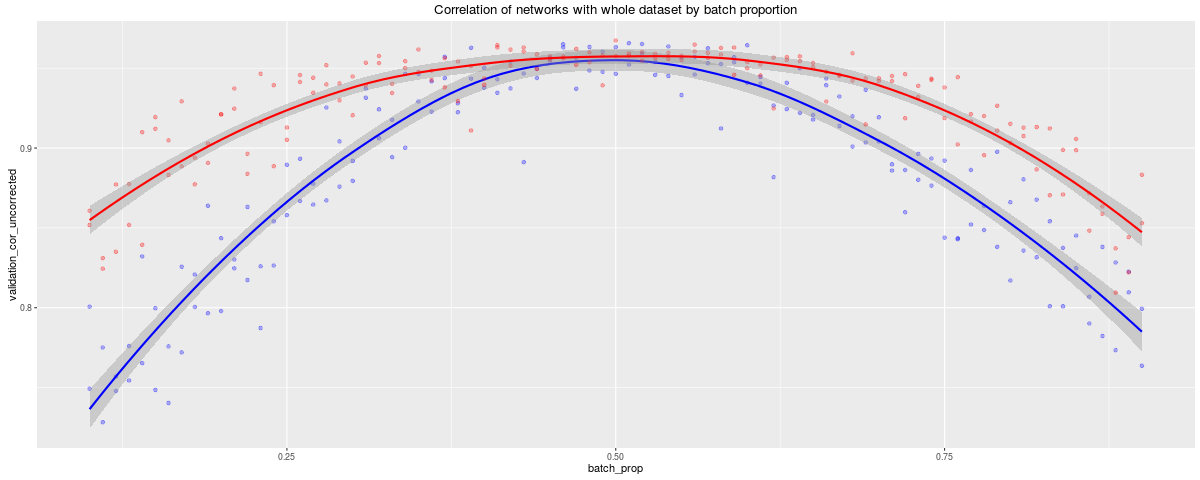 Correlation of networks with whole dataset by batch proportion
validation_cor_uncorrected
0.9
0.8
0.25
0.50
0.75
batch_prop